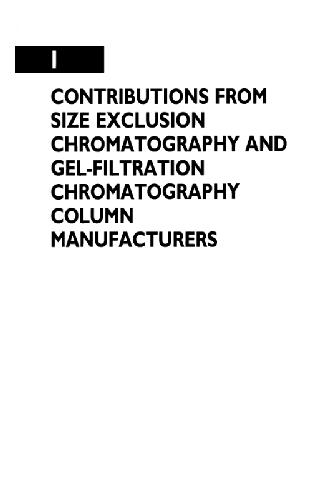 I
CONTRIBUTIONS FROM
SIZE EXCLUSION
CHROMATOGRAPHY AND
GEL-FILTRATION
CHROMATOGRAPHY
COLUMN
MANUFACTURERS